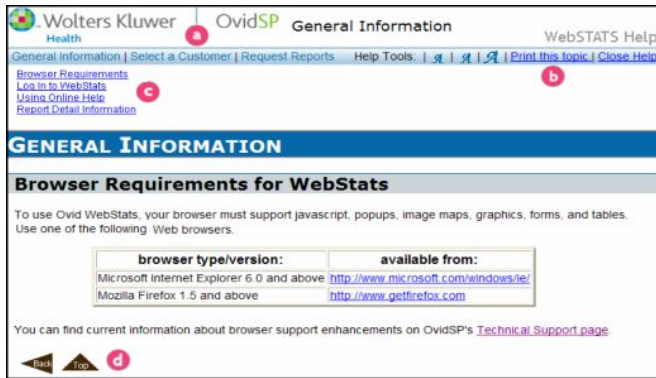 Wolters Kluwer
Health
OvidSP
General Information
WebSTATS Help
a
General Information | Select a Customer | Request Reports Help Tools: | a | a | A | Print this topic | Close Help
b
Browser Requirements
Log In to WebStats
Using Online Help
Report Detail Information
c
GENERAL INFORMATION
Browser Requirements for WebStats
To use Ovid WebStats, your browser must support javascript, popups, image maps, graphics, forms, and tables.
Use one of the following Web browsers.
browser type/version: available from:
Microsoft Internet Explorer 6.0 and above http://www.microsoft.com/windows/ie/
Mozilla Firefox 1.5 and above http://www.getfirefox.com
You can find current information about browser support enhancements on OvidSP's Technical Support page
Back Top d